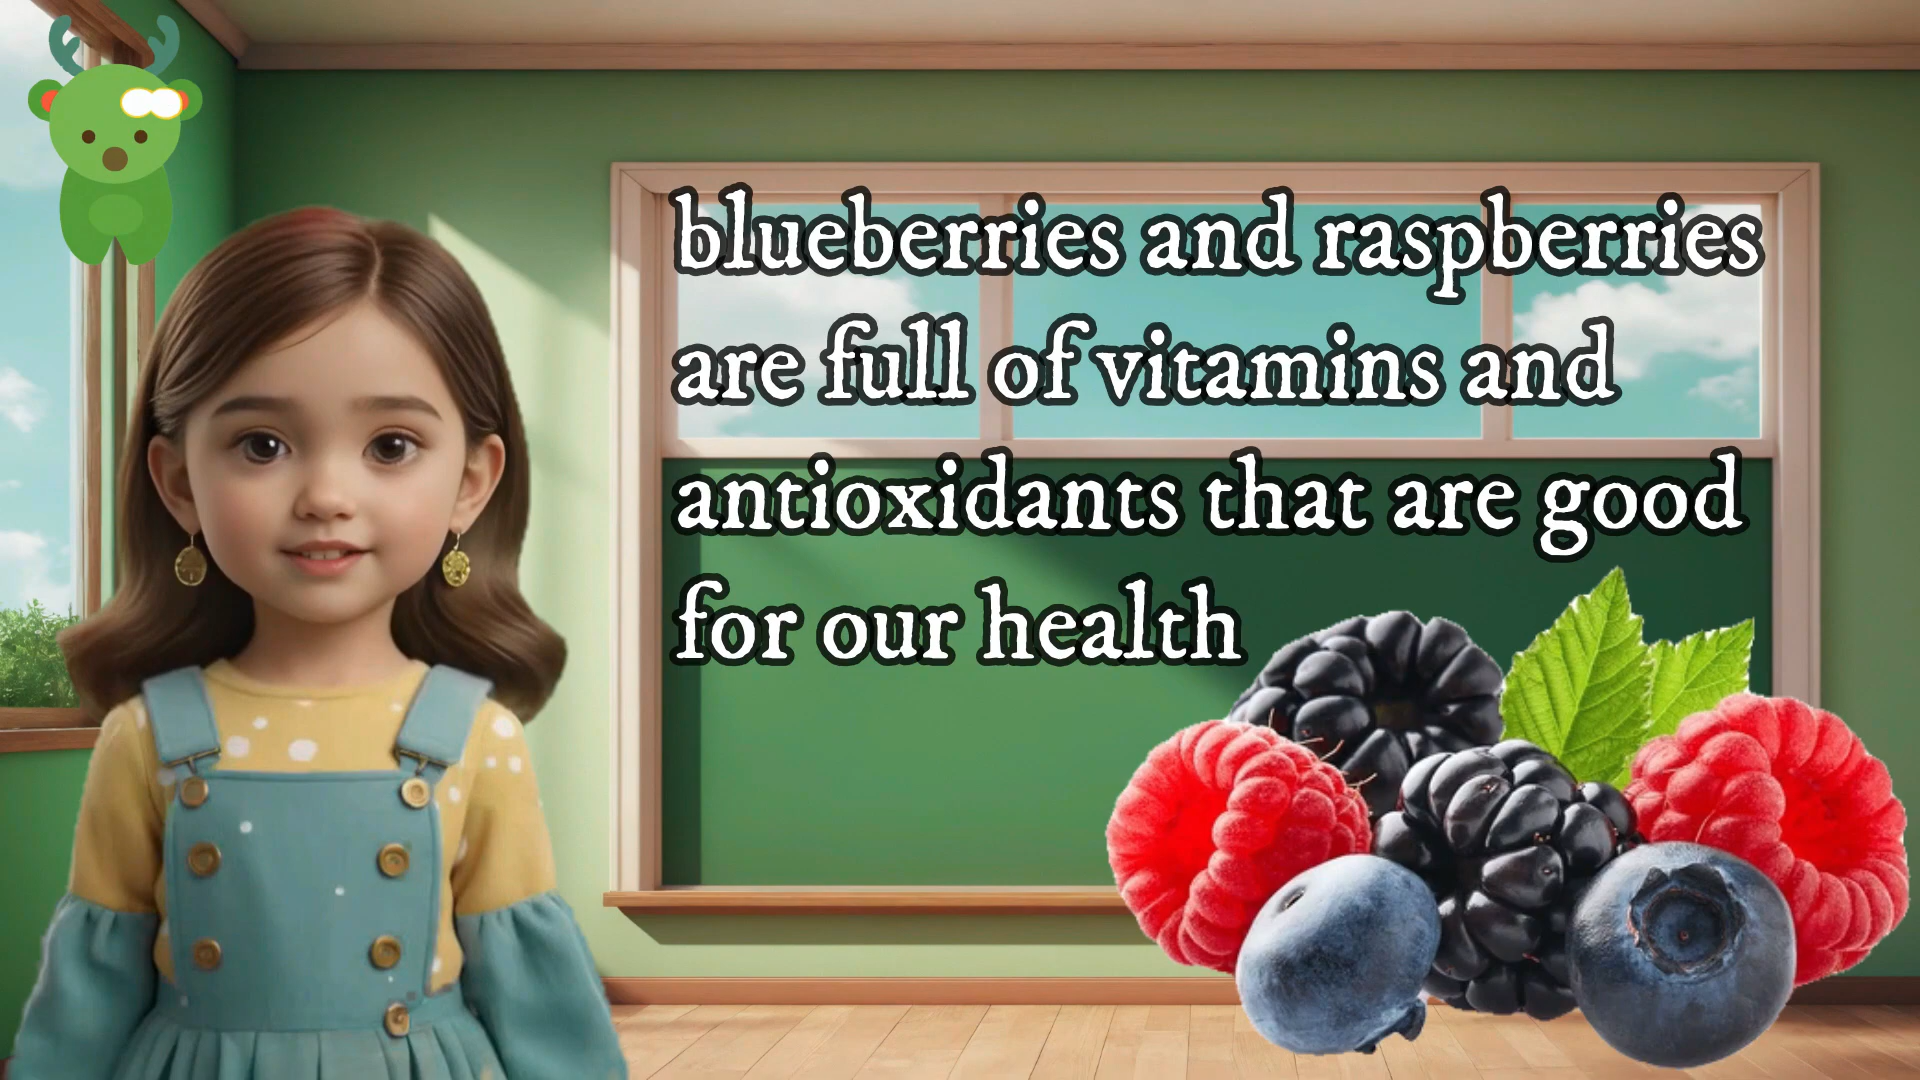 blueberries and raspberries
are full of vitamins and
antioxidants that are good
for our health